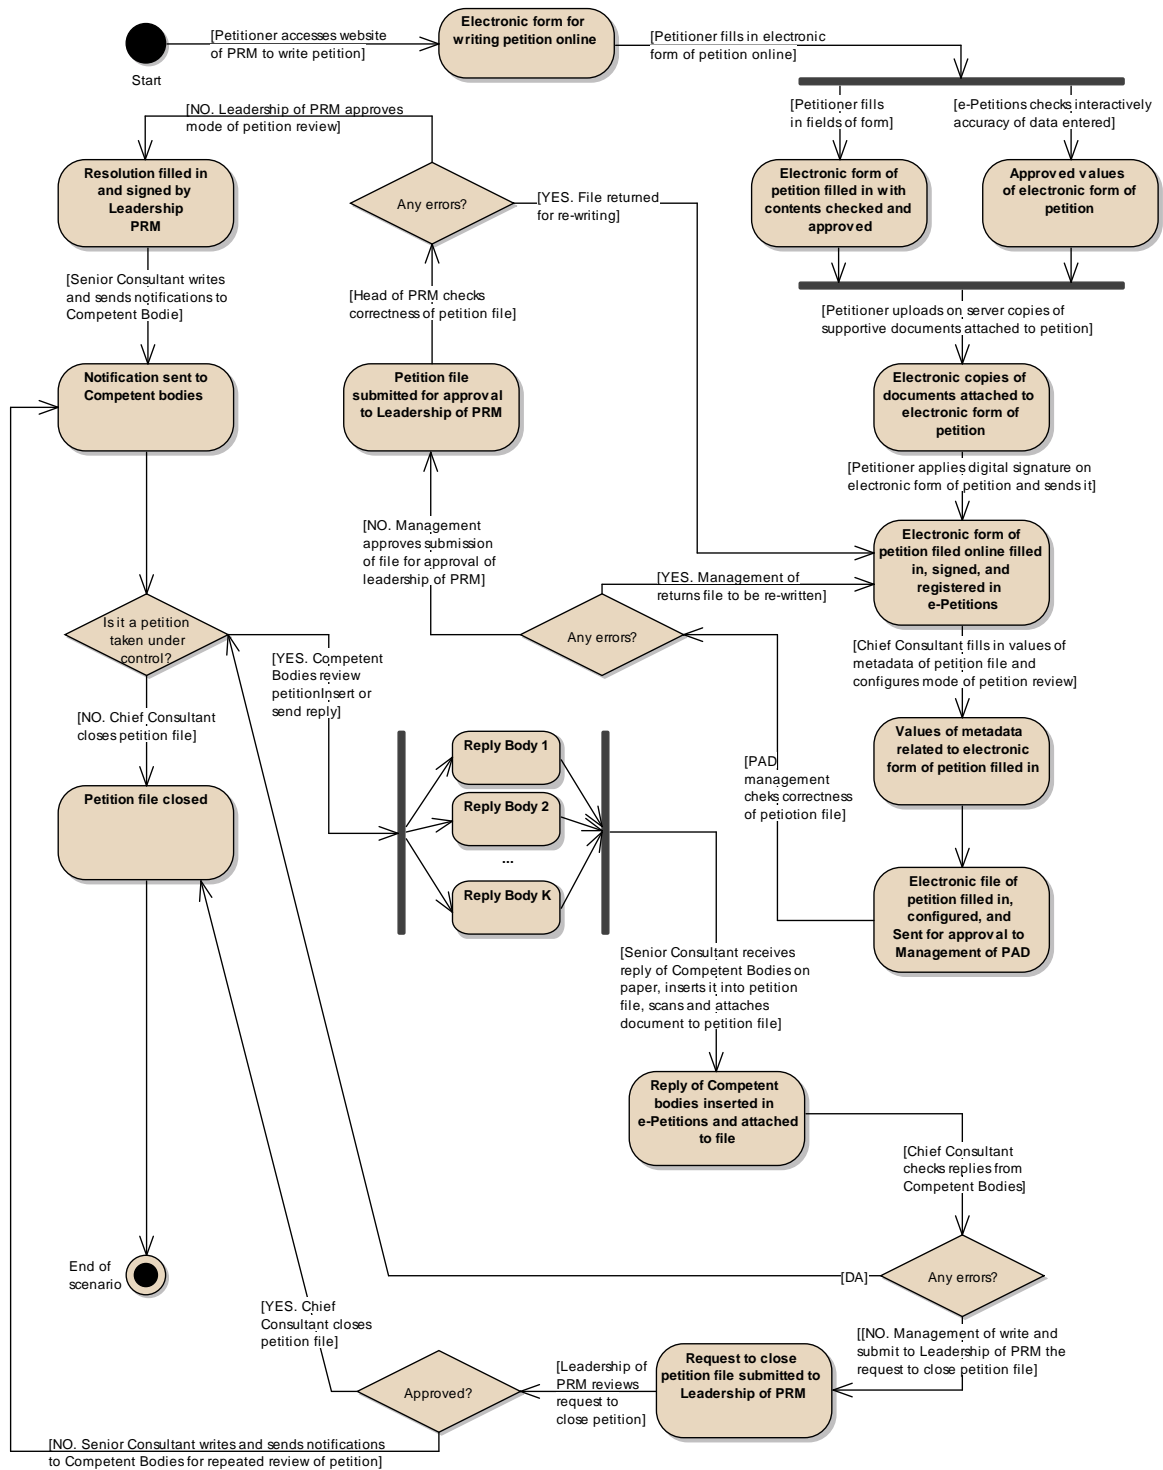 [Petitioner accesses website
of PRM to write petition]
Electronic form for
writing petition online
[Petitioner fills in electronic
form of petition online]
Start
[Petitioner fills
in fields of form]
[e-Petitions checks interactively
accuracy of data entered]
[NO. Leadership of PRM approves
mode of petition review]
Resolution filled in
and signed by
Leadership
PRM
Any errors?
[YES. File returned
for re-writing]
Electronic form of
petition filled in with
contents checked and
approved
Approved values
of electronic form of
petition
[Senior Consultant writes
and sends notifications to
Competent Bodie]
[Head of PRM checks
correctness of petition file]
[Petitioner uploads on server copies of
supportive documents attached to petition]
Notification sent to
Competent bodies
Petition file
submitted for approval
to Leadership of PRM
Electronic copies of
documents attached to
electronic form of
petition
[Petitioner applies digital signature on
electronic form of petition and sends it]
[NO. Management
approves submission
of file for approval of
leadership of PRM]
Electronic form of
petition filed online filled
in, signed, and
registered in
e-Petitions
[YES. Management of
returns file to be re-written]
Is it a petition
taken under
control?
Any errors?
[YES. Competent
Bodies review
petitionInsert or
send reply]
[Chief Consultant fills in values of
metadata of petition file and
configures mode of petition review]
[NO. Chief Consultant
closes petition file]
Values of metadata
related to electronic
form of petition filled in
Reply Body 1
Reply Body 2
...
Reply Body K
[PAD
management
cheks correctness
of petiotion file]
Petition file closed
Electronic file of
petition filled in,
configured, and
Sent for approval to
Management of PAD
[Senior Consultant receives
reply of Competent Bodies on
paper, inserts it into petition
file, scans and attaches
document to petition file]
Reply of Competent
bodies inserted in
e-Petitions and attached
to file
[Chief Consultant
checks replies from
Competent Bodies]
End of
scenario
[DA]
Any errors?
[YES. Chief
Consultant closes
petition file]
[[NO. Management of write and
submit to Leadership of PRM the
request to close petition file]
Approved?
[Leadership of
PRM reviews
request to
close petition]
Request to close
petition file submitted to
Leadership of PRM
[NO. Senior Consultant writes and sends notifications
to Competent Bodies for repeated review of petition]